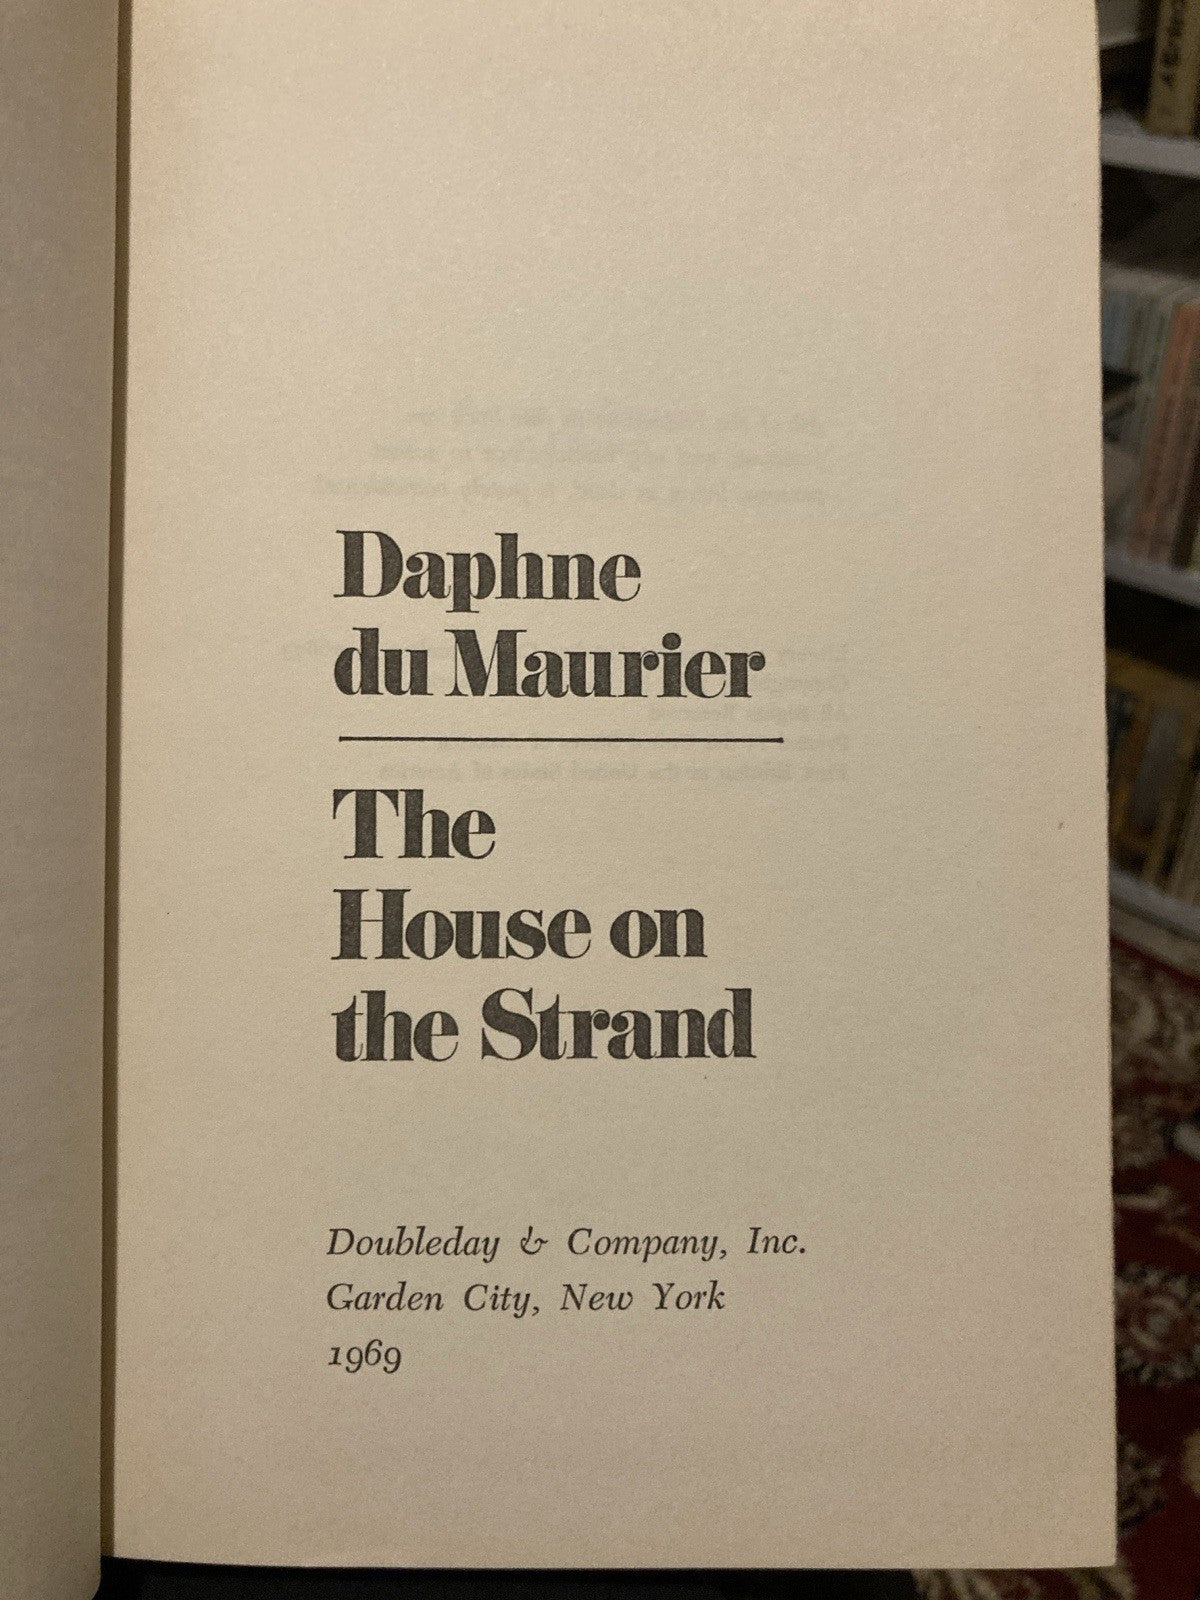 Daphne
du Maurier
The
House on
the Strand
Doubleday & Company, Inc.
Garden City, New York
1969